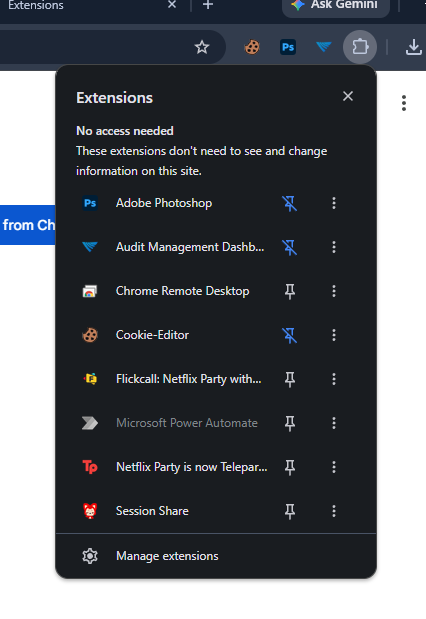 Extensions
Ask Gemini
Ps
Extensions
No access needed
These extensions don't need to see and change
information on this site.
from Ch
Ps Adobe Photoshop
Audit Management Dashb...
Chrome Remote Desktop
Cookie-Editor
Flickcall: Netflix Party with...
Microsoft Power Automate
Tp Netflix Party is now Telepar...
Session Share
Manage extensions